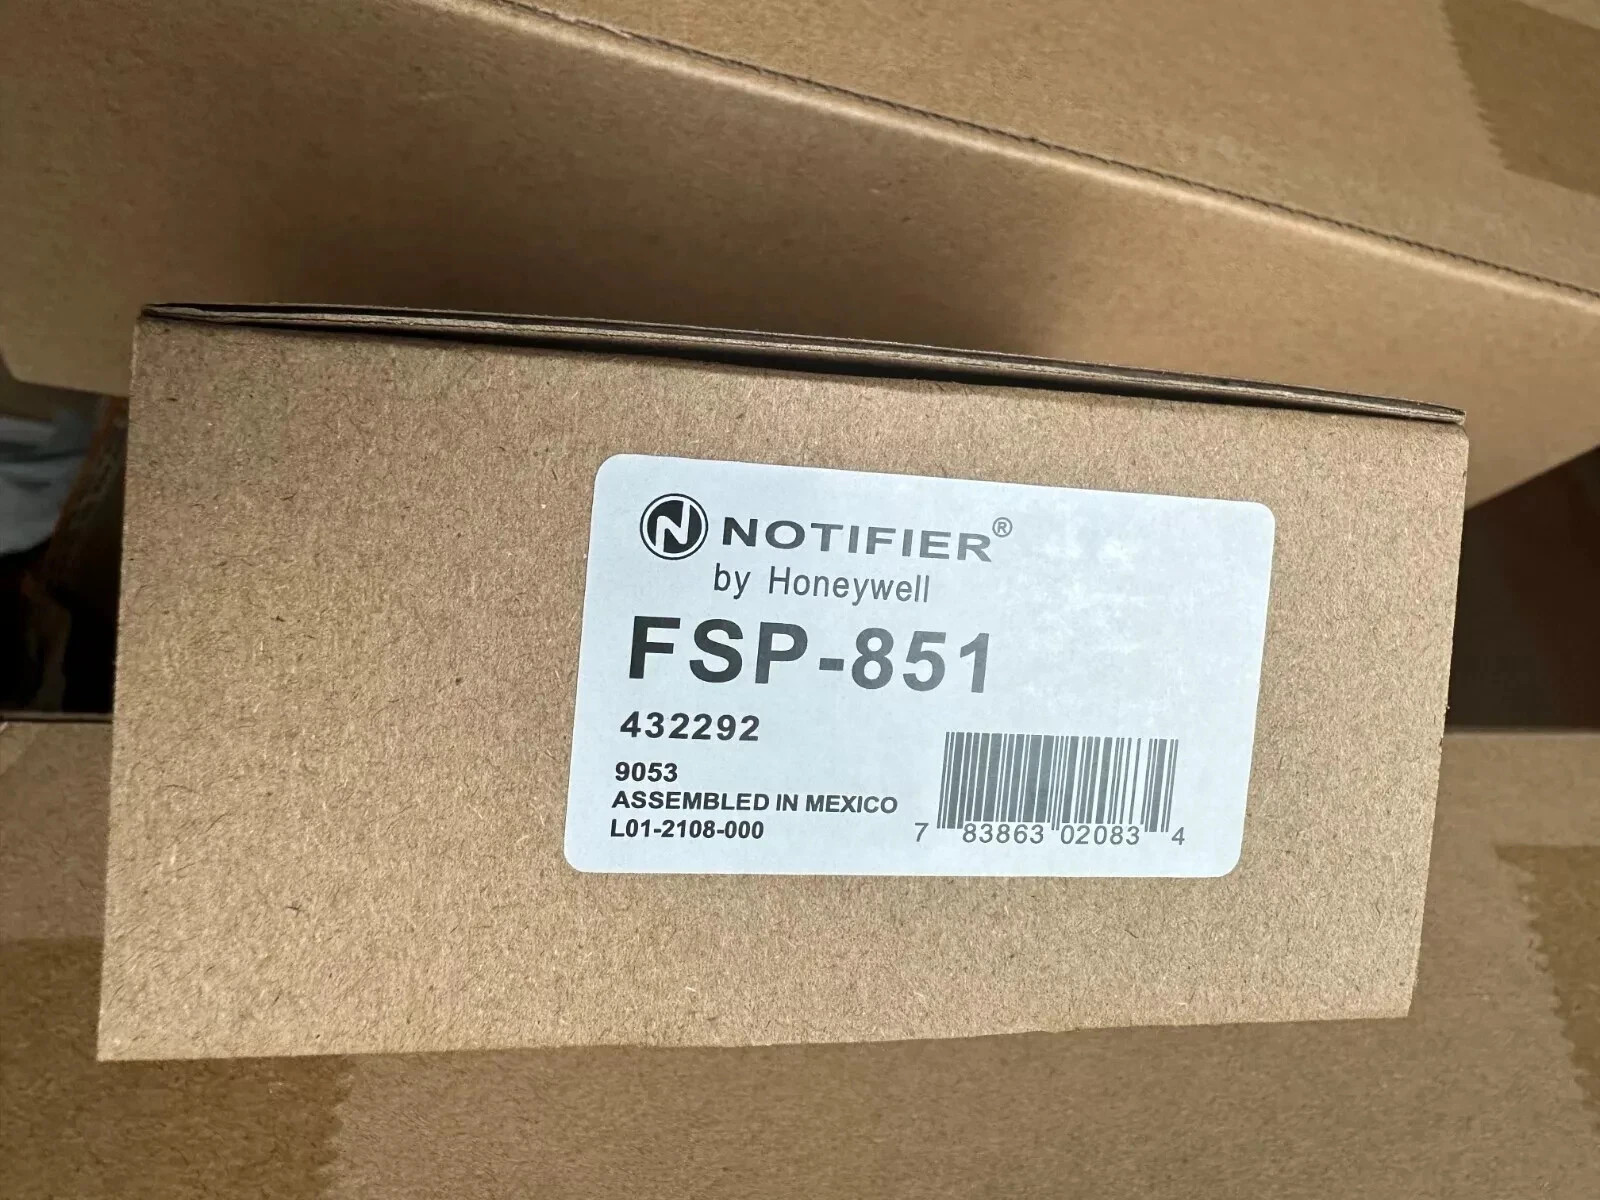 N NOTIFIER®
by Honeywell
FSP-851
432292
9053
ASSEMBLED IN MEXICO
L01-2108-000
7 83863 02083 4